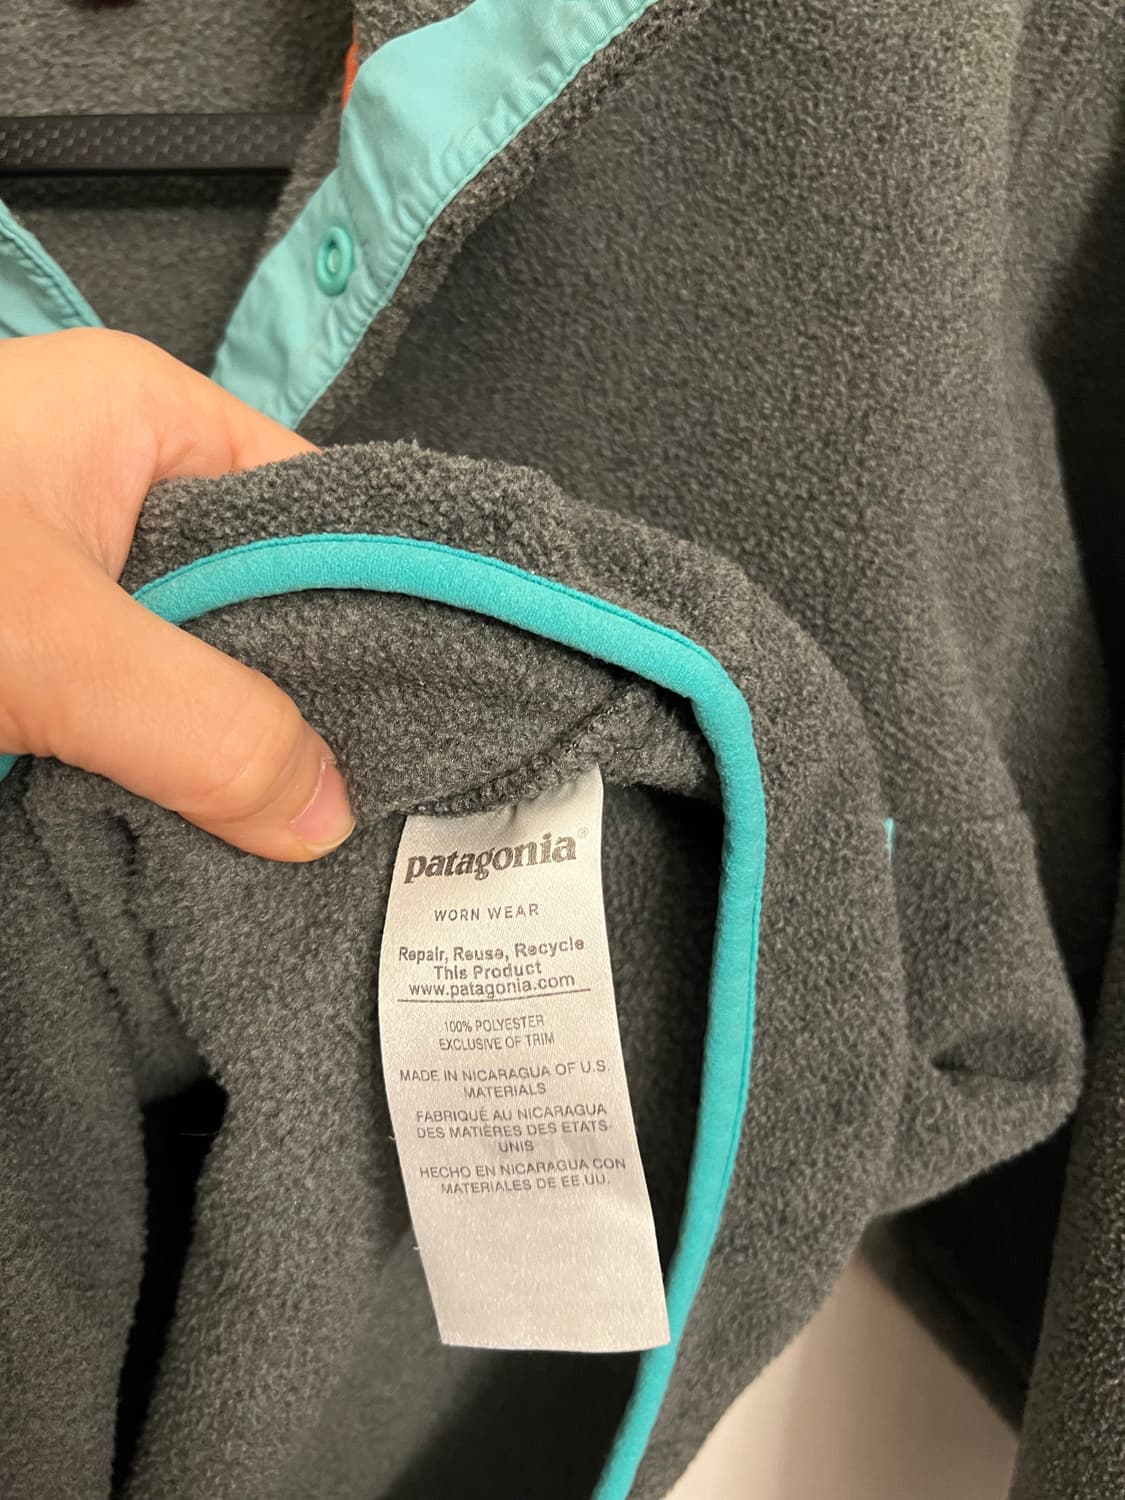 patagonia®
WORN WEAR
Repair, Reuse, Recycle
This Product
www.patagonia.com
100% POLYESTER
EXCLUSIVE OF TRIM
MADE IN NICARAGUA OF U.S.
MATERIALS
FABRIQUÉ AU NICARAGUA
DES MATIÈRES DES ETATS-
UNIS
HECHO EN NICARAGUA CON
MATERIALES DE EE.UU.